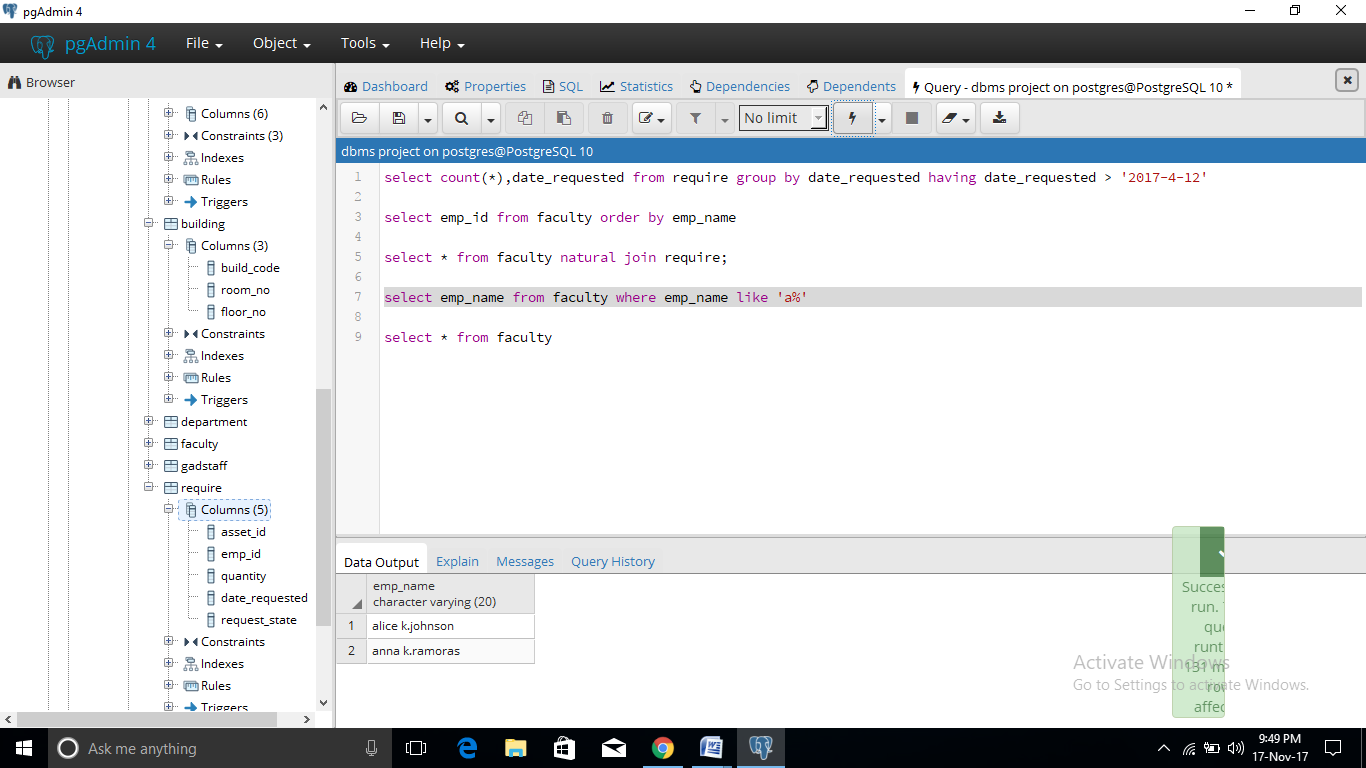 pgAdmin 4
pgAdmin 4 File Object Tools Help
Browser
Dashboard Properties SQL Statistics Dependencies Dependents Query - dbms project on postgres@PostgreSQL 10 *
No limit
dbms project on postgres@PostgreSQL 10
Columns (6)
Constraints (3)
Indexes
Rules
Triggers
building
Columns (3)
build_code
room_no
floor_no
Constraints
Indexes
Rules
Triggers
department
faculty
gadstaff
require
Columns (5)
asset_id
emp_id
quantity
date_requested
request_state
Constraints
Indexes
Rules
Triggers
1 select count(*),date_requested from require group by date_requested having date_requested > '2017-4-12'
2
3 select emp_id from faculty order by emp_name
4
5 select * from faculty natural join require;
6
7 select emp_name from faculty where emp_name like 'a%'
8
9 select * from faculty
Data Output Explain Messages Query History
emp_name
character varying (20)
1 alice k.johnson
2 anna k.ramoras
Succes
run.
qu
runt
131 m
rov
affec
Activate Windows
Go to Settings to activate Windows.
Ask me anything
9:49 PM
17-Nov-17